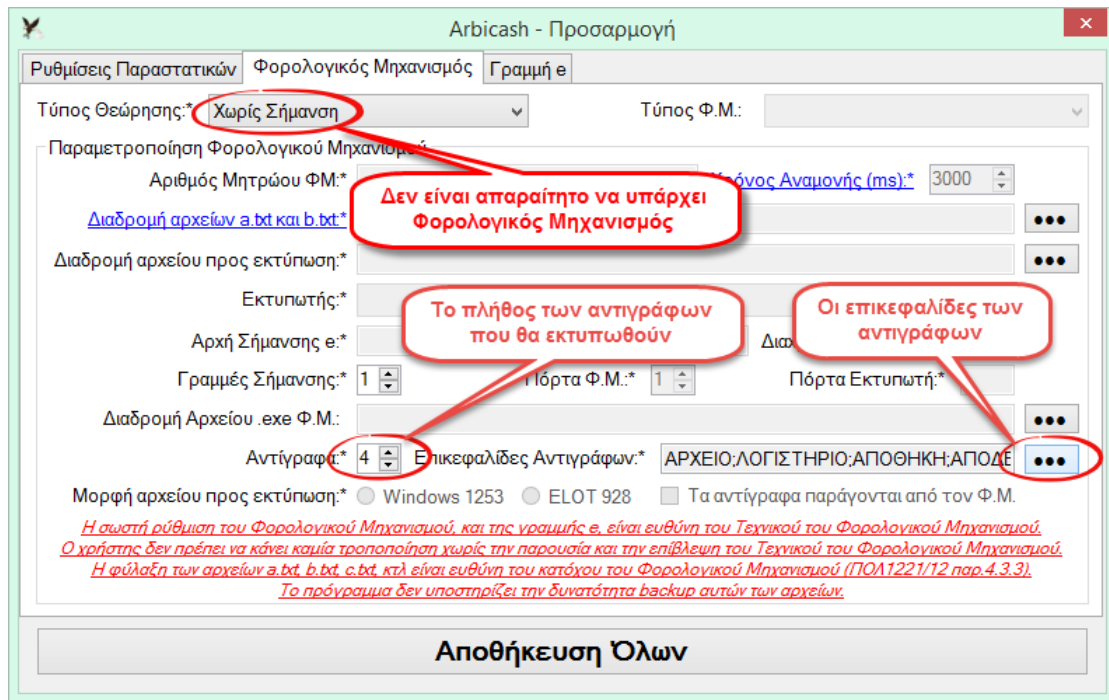 Arbicash - Προσαρμογή
Ρυθμίσεις Παραστατικών Φορολογικός Μηχανισμός Γραμμή e
Τύπος Θεώρησης:* Χωρίς Σήμανση Τύπος Φ.Μ.:
Παραμετροποίηση Φορολογικού Μηχανισμού
Αριθμός Μητρώου ΦΜ:* Χρόνος Αναμονής (ms):* 3000
Δεν είναι απαραίτητο να υπάρχει
Φορολογικός Μηχανισμός
Διαδρομή αρχείων a.txt και b.txt:*
Διαδρομή αρχείου προς εκτύπωση:*
Εκτυπωτής:*
Το πλήθος των αντιγράφων
που θα εκτυπωθούν
Οι επικεφαλίδες των
αντιγράφων
Αρχή Σήμανσης e:*
Γραμμές Σήμανσης:* 1 Πόρτα Φ.Μ.:* 1 Πόρτα Εκτυπωτή:*
Διαδρομή Αρχείου .exe Φ.Μ.:
Αντίγραφα:* 4 Επικεφαλίδες Αντιγράφων:* ΑΡΧΕΙΟ;ΛΟΓΙΣΤΗΡΙΟ;ΑΠΟΘΗΚΗ;ΑΠΟΔΕ
Μορφή αρχείου προς εκτύπωση:* Windows 1253 ELOT 928 Τα αντίγραφα παράγονται από τον Φ.Μ.
Η σωστή ρύθμιση του Φορολογικού Μηχανισμού, και της γραμμής e, είναι ευθύνη του Τεχνικού του Φορολογικού Μηχανισμού.
Ο χρήστης δεν πρέπει να κάνει καμία τροποποίηση χωρίς την παρουσία και την επίβλεψη του Τεχνικού του Φορολογικού Μηχανισμού.
Η φύλαξη των αρχείων a.txt, b.txt, c.txt, κτλ είναι ευθύνη του κατόχου του Φορολογικού Μηχανισμού (ΠΟΛ1221/12 παρ.4.3.3).
Το πρόγραμμα δεν υποστηρίζει την δυνατότητα backup αυτών των αρχείων.
Αποθήκευση Όλων